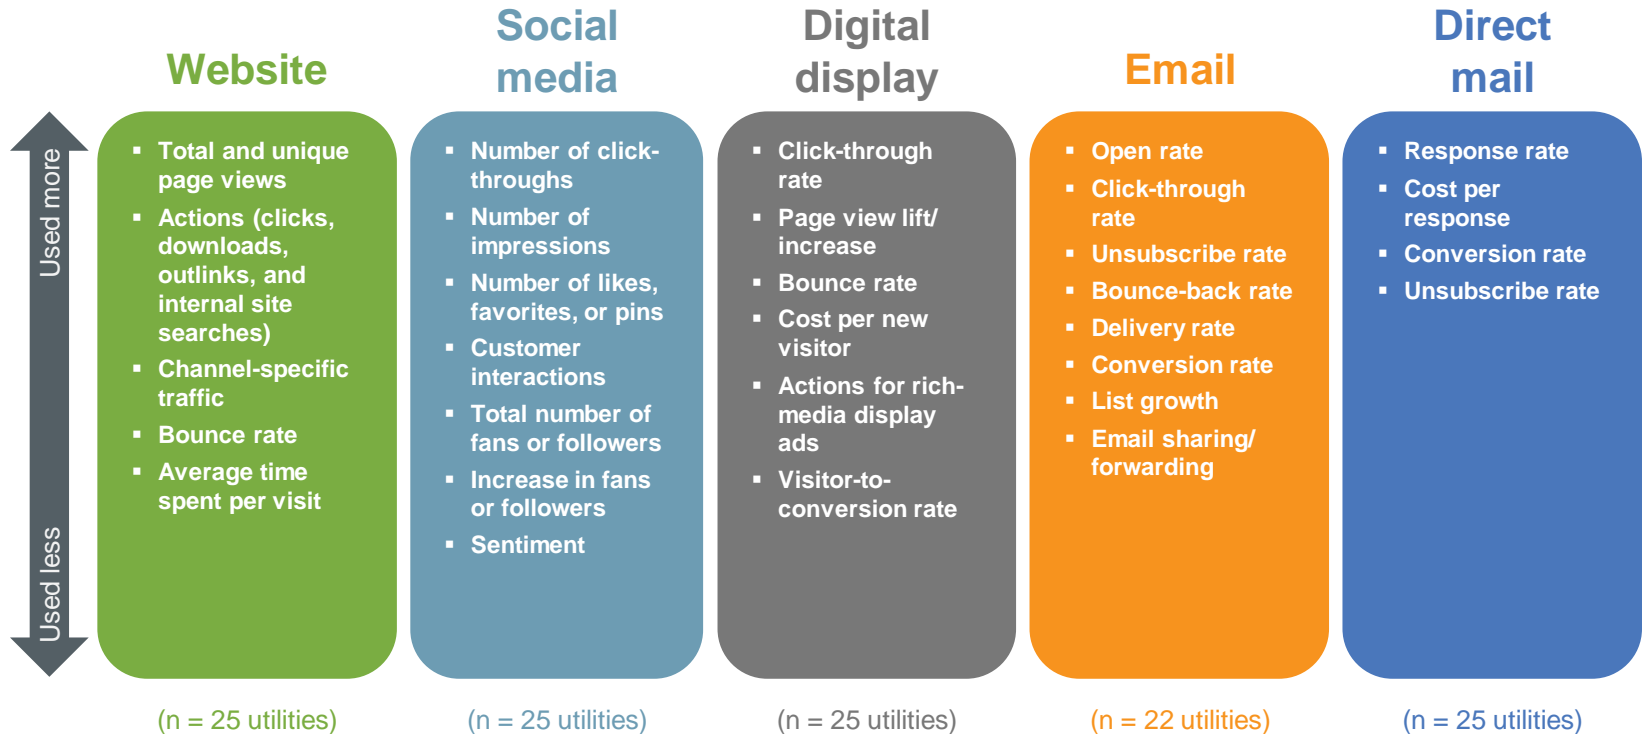 Website
Social
media
Digital
display
Email
Direct
mail
Used more
Used less
▪ Total and unique
page views
▪ Actions (clicks,
downloads,
outlinks, and
internal site
searches)
▪ Channel-specific
traffic
▪ Bounce rate
▪ Average time
spent per visit
▪ Number of click-
throughs
▪ Number of
impressions
▪ Number of likes,
favorites, or pins
▪ Customer
interactions
▪ Total number of
fans or followers
▪ Increase in fans
or followers
▪ Sentiment
▪ Click-through
rate
▪ Page view lift/
increase
▪ Bounce rate
▪ Cost per new
visitor
▪ Actions for rich-
media display
ads
▪ Visitor-to-
conversion rate
▪ Open rate
▪ Click-through
rate
▪ Unsubscribe rate
▪ Bounce-back rate
▪ Delivery rate
▪ Conversion rate
▪ List growth
▪ Email sharing/
forwarding
▪ Response rate
▪ Cost per
response
▪ Conversion rate
▪ Unsubscribe rate
(n = 25 utilities)
(n = 25 utilities)
(n = 25 utilities)
(n = 22 utilities)
(n = 25 utilities)